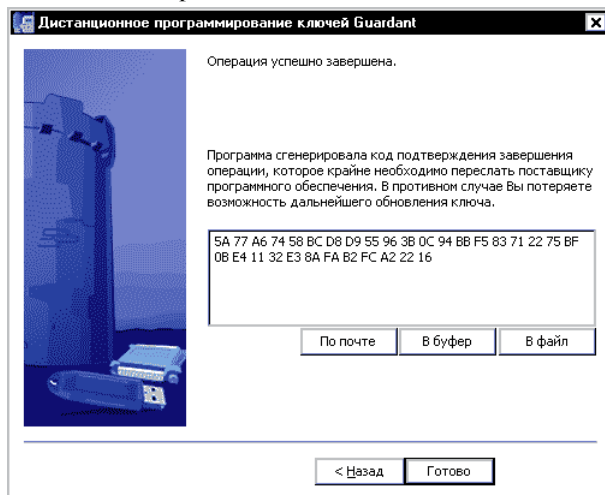 Дистанционное программирование ключей Guardant
Операция успешно завершена.
Программа сгенерировала код подтверждения завершения
операции, которое крайне необходимо переслать поставщику
программного обеспечения. В противном случае Вы потеряете
возможность дальнейшего обновления ключа.
5A 77 A6 74 58 BC D8 D9 55 96 3B 0C 94 BB F5 83 71 22 75 BF
0B E4 11 32 E3 8A FA B2 FC A2 22 16
По почте
В буфер
В файл
< Назад
Готово